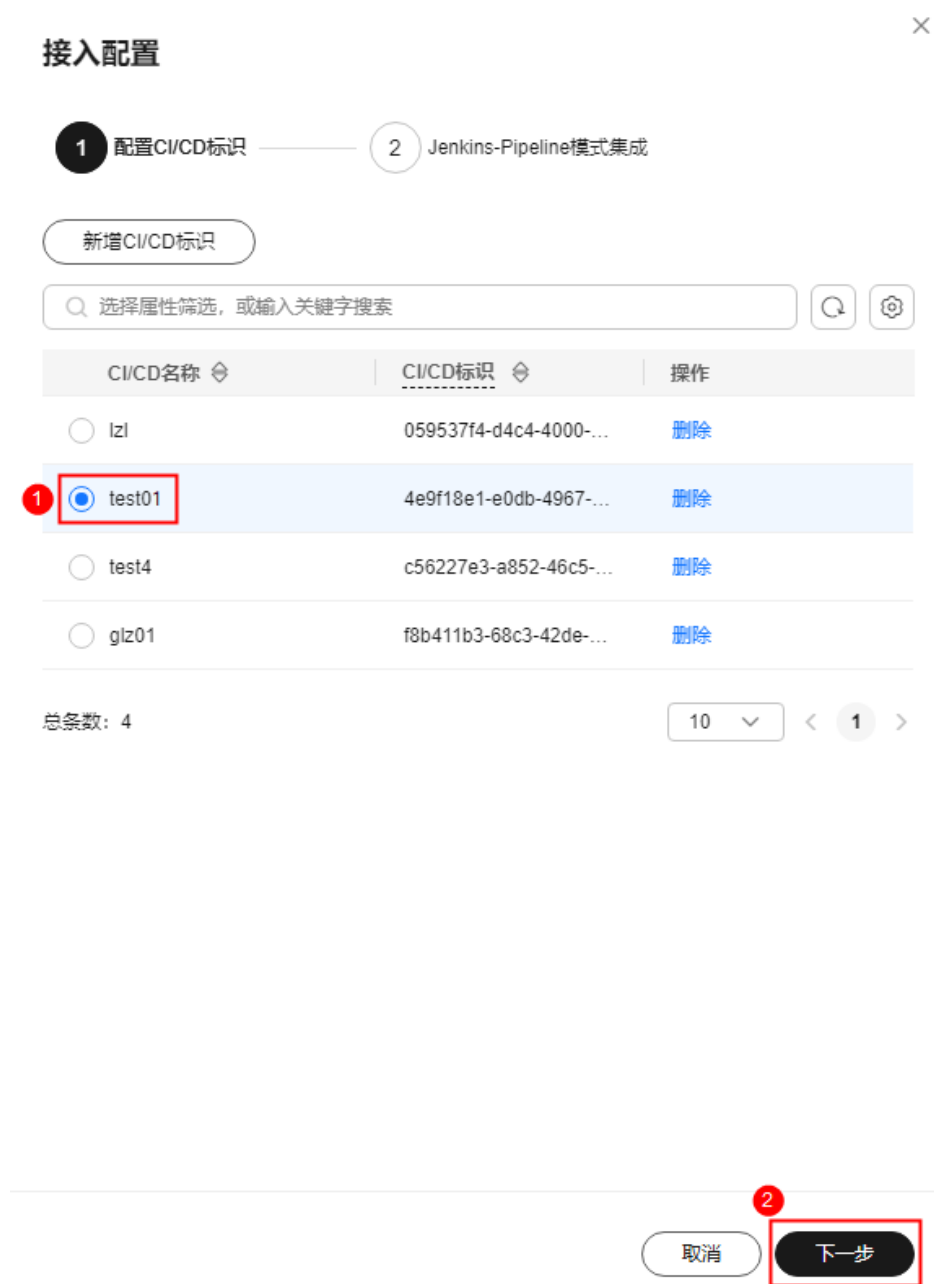 接入配置
1 配置CI/CD标识 2 Jenkins-Pipeline模式集成
新增CI/CD标识
选择属性筛选，或输入关键字搜索
CI/CD名称 CI/CD标识 操作
lzl 059537f4-d4c4-4000-... 删除
1 test01 4e9f18e1-e0db-4967-... 删除
test4 c56227e3-a852-46c5-... 删除
glz01 f8b411b3-68c3-42de-... 删除
总条数：4 10 1
2
取消 下一步